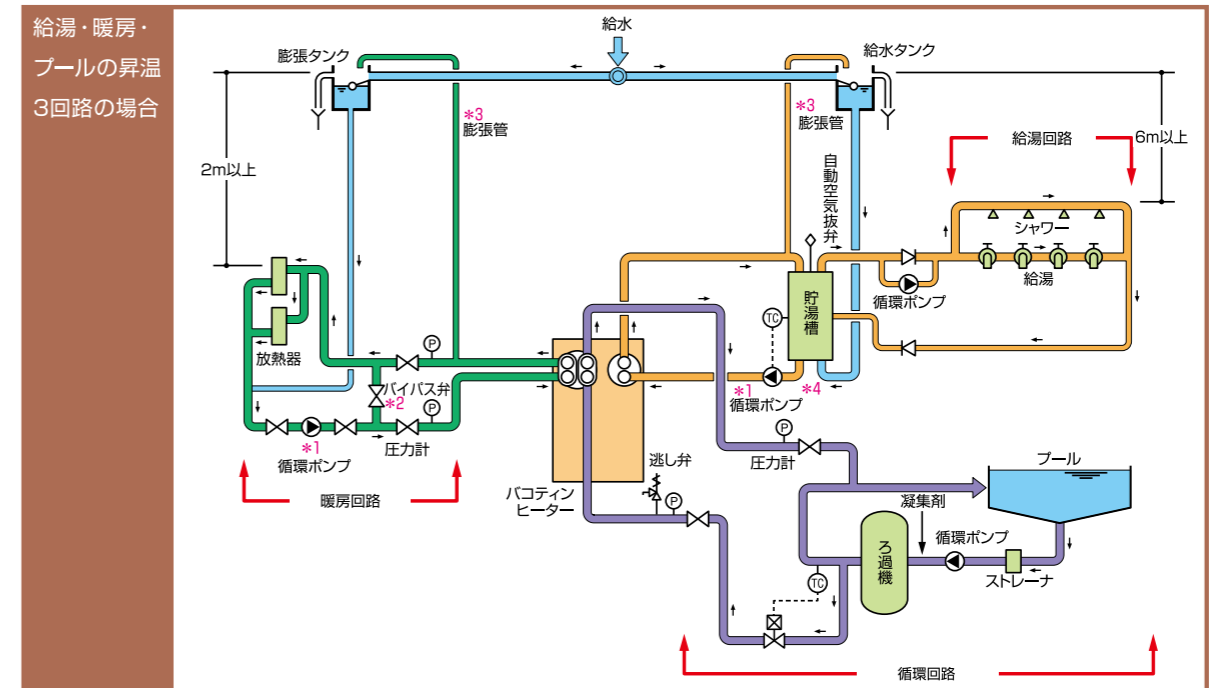 給湯・暖房・
プールの昇温
3回路の場合
給水
膨張タンク
給水タンク
*3
膨張管
*3
膨張管
2m以上
6m以上
給湯回路
自動空気抜弁
シャワー
給湯
循環ポンプ
貯湯槽
TC
放熱器
P
バイパス弁
*2
P
圧力計
*1
循環ポンプ
暖房回路
*1
循環ポンプ
*4
バコティン
ヒーター
逃し弁
P
P
圧力計
プール
凝集剤
循環ポンプ
ろ過機
ストレーナ
TC
循環回路